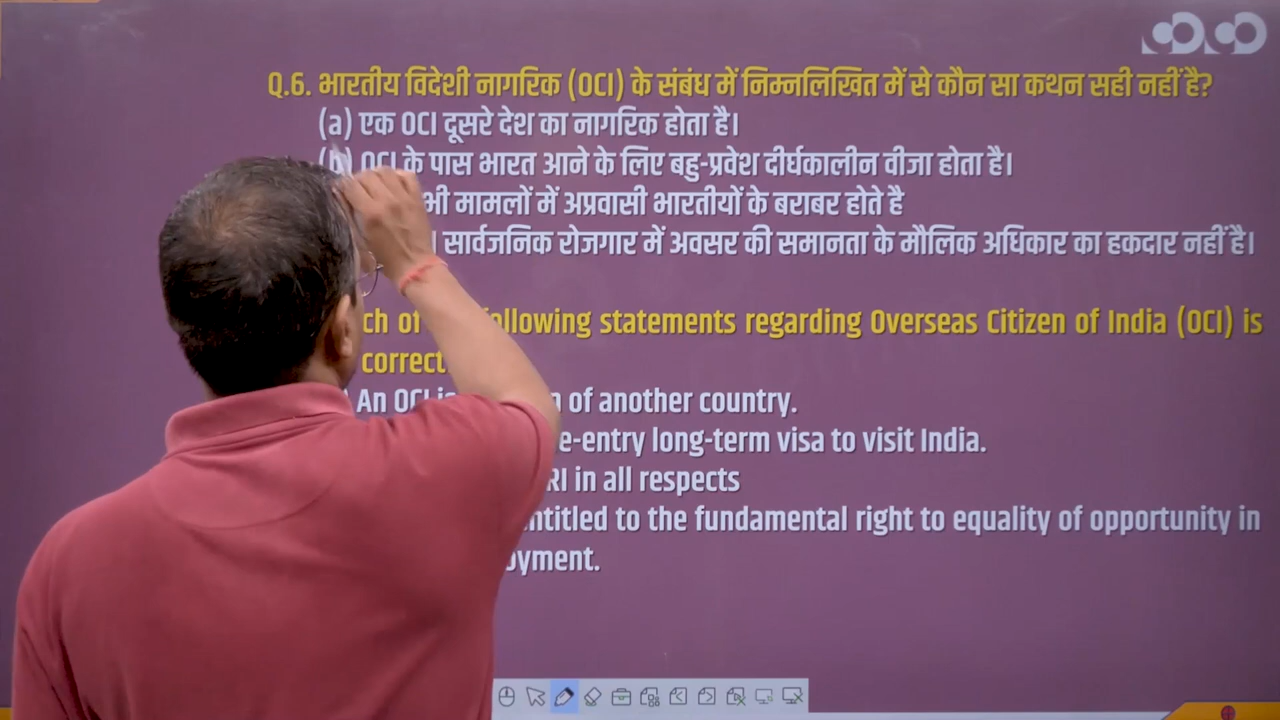 Q.6. भारतीय विदेशी नागरिक (OCI) के संबंध में निम्नलिखित में से कौन सा कथन सही नहीं है?
(a) एक OCI दूसरे देश का नागरिक होता है।
(b) OCI के पास भारत आने के लिए बहु-प्रवेश दीर्घकालीन वीजा होता है।
भी मामलों में अप्रवासी भारतीयों के बराबर होते है
सार्वजनिक रोजगार में अवसर की समानता के मौलिक अधिकार का हकदार नहीं है।
ch of following statements regarding Overseas Citizen of India (OCI) is
correct
An OCI of another country.
e-entry long-term visa to visit India.
RI in all respects
ntitled to the fundamental right to equality of opportunity in
oyment.